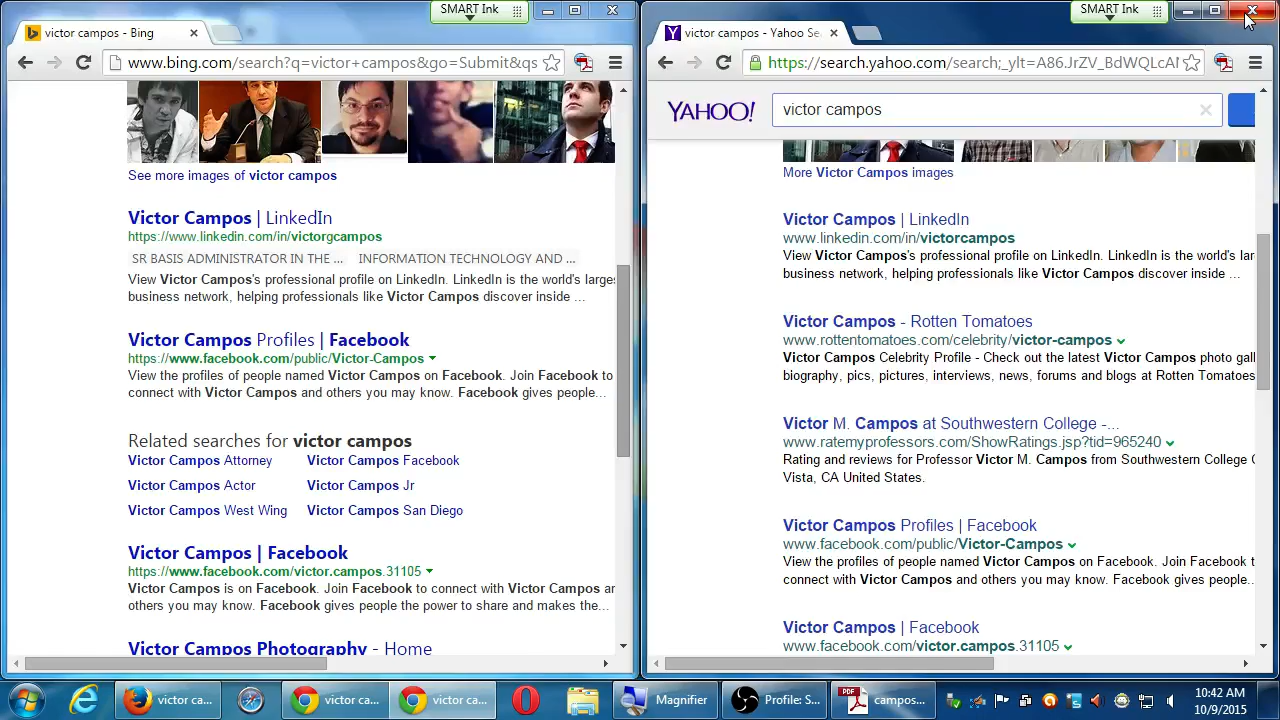 SMART Ink
victor campos - Bing
www.bing.com/search?q=victor+campos&go=Submit&qs
See more images of victor campos
Victor Campos | LinkedIn
https://www.linkedin.com/in/victorgcampos
SR BASIS ADMINISTRATOR IN THE ... INFORMATION TECHNOLOGY AND ...
View Victor Campos's professional profile on LinkedIn. LinkedIn is the world's larges
business network, helping professionals like Victor Campos discover inside ...
Victor Campos Profiles | Facebook
https://www.facebook.com/public/Victor-Campos
View the profiles of people named Victor Campos on Facebook. Join Facebook to
connect with Victor Campos and others you may know. Facebook gives people...
Related searches for victor campos
Victor Campos Attorney Victor Campos Facebook
Victor Campos Actor Victor Campos Jr
Victor Campos West Wing Victor Campos San Diego
Victor Campos | Facebook
https://www.facebook.com/victor.campos.31105
Victor Campos is on Facebook. Join Facebook to connect with Victor Campos ar
others you may know. Facebook gives people the power to share and makes the...
Victor Campos Photography - Home
SMART Ink
victor campos - Yahoo Se
https://search.yahoo.com/search;_ylt=A86.JrZV_BdWQLcAI
YAHOO! victor campos
More Victor Campos images
Victor Campos | LinkedIn
www.linkedin.com/in/victorcampos
View Victor Campos's professional profile on LinkedIn. LinkedIn is the world's larges
business network, helping professionals like Victor Campos discover inside ...
Victor Campos - Rotten Tomatoes
www.rottentomatoes.com/celebrity/victor-campos
Victor Campos Celebrity Profile - Check out the latest Victor Campos photo gall
biography, pics, pictures, interviews, news, forums and blogs at Rotten Tomatoes
Victor M. Campos at Southwestern College -...
www.ratemyprofessors.com/ShowRatings.jsp?tid=965240
Rating and reviews for Professor Victor M. Campos from Southwestern College C
Vista, CA United States.
Victor Campos Profiles | Facebook
www.facebook.com/public/Victor-Campos
View the profiles of people named Victor Campos on Facebook. Join Facebook t
connect with Victor Campos and others you may know. Facebook gives people...
Victor Campos | Facebook
www.facebook.com/victor.campos.31105
victor ca... victor ca... victor ca... Magnifier Profile: S... PDF campos... 10:42 AM
10/9/2015